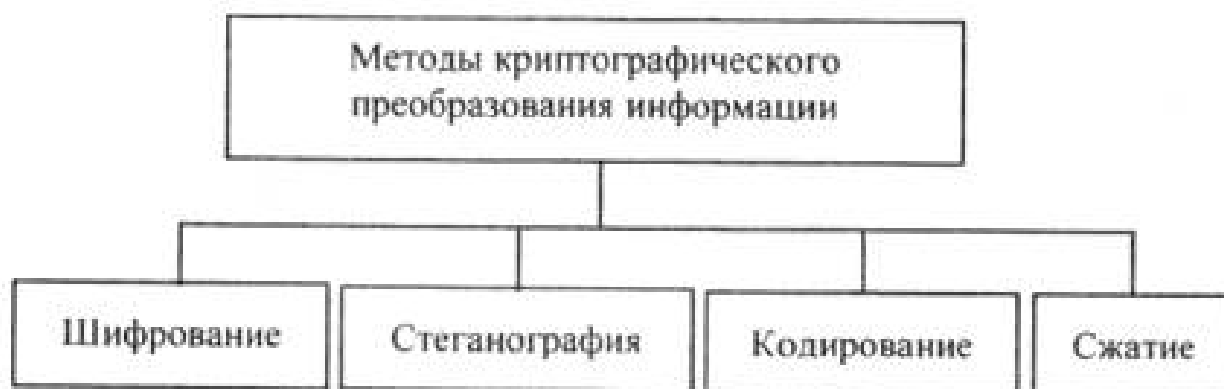 Методы криптографического
преобразования информации
Шифрование
Стеганография
Кодирование
Сжатие